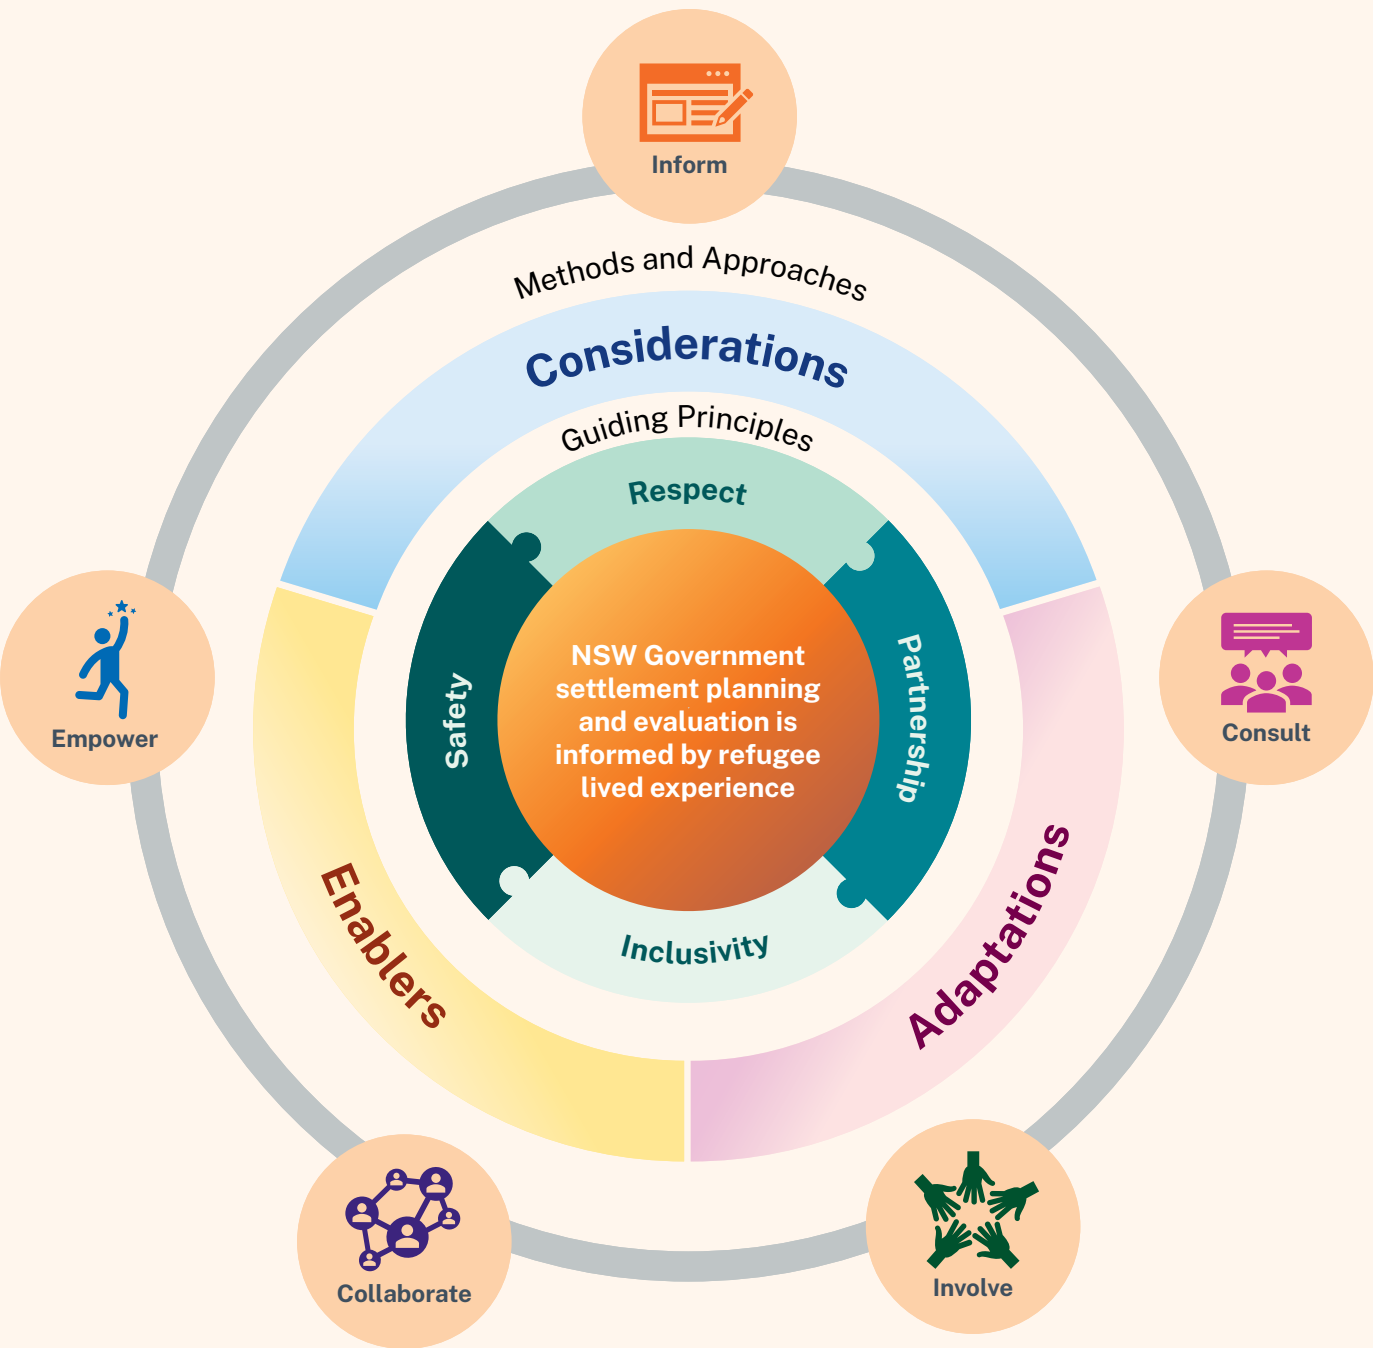 Inform
Methods and Approaches
Considerations
Guiding Principles
Respect
Safety
NSW Government
settlement planning
and evaluation is
informed by refugee
lived experience
Partnership
Inclusivity
Empower
Consult
Enablers
Adaptations
Collaborate
Involve